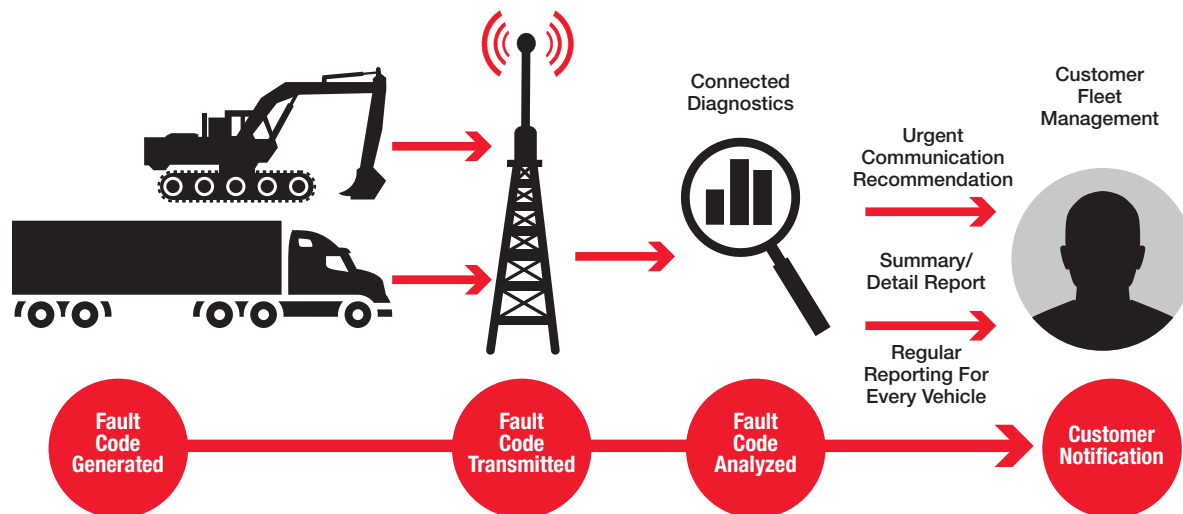 Connected
Diagnostics
Urgent
Communication
Recommendation
Summary/
Detail Report
Regular
Reporting For
Every Vehicle
Customer
Fleet
Management
Fault
Code
Generated
Fault
Code
Transmitted
Fault
Code
Analyzed
Customer
Notification